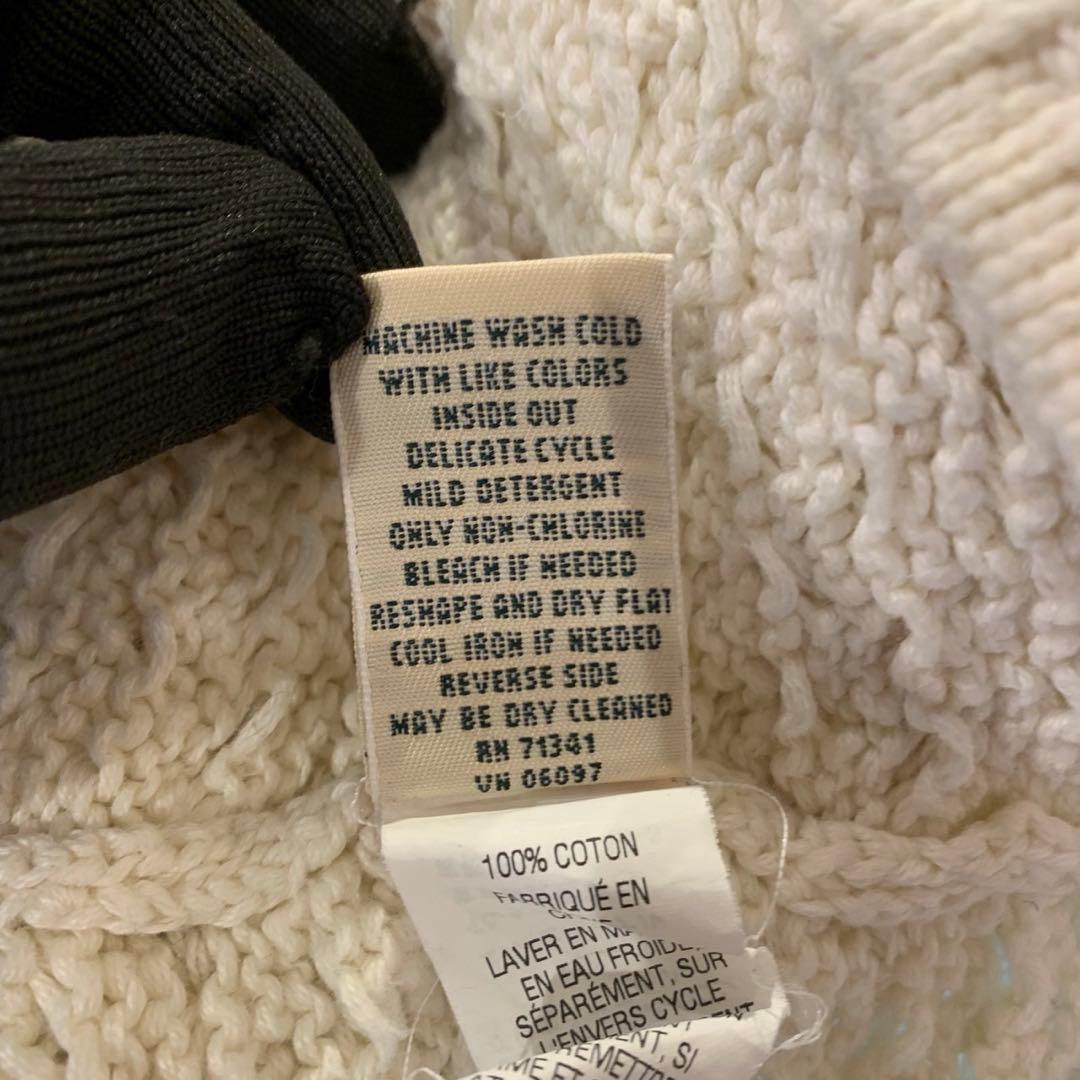 MACHINE WASH COLD
WITH LIKE COLORS
INSIDE OUT
DELICATE CYCLE
MILD DETERGENT
ONLY NON-CHLORINE
BLEACH IF NEEDED
RESHAPE AND DRY FLAT
COOL IRON IF NEEDED
REVERSE SIDE
MAY BE DRY CLEANED
RN 71341
VN 06097
100% COTON
FABRIQUÉ EN
LAVER EN
EN EAU FROIDE
SÉPARÉMENT, SUR
L'ENVERS CYCLE
SI